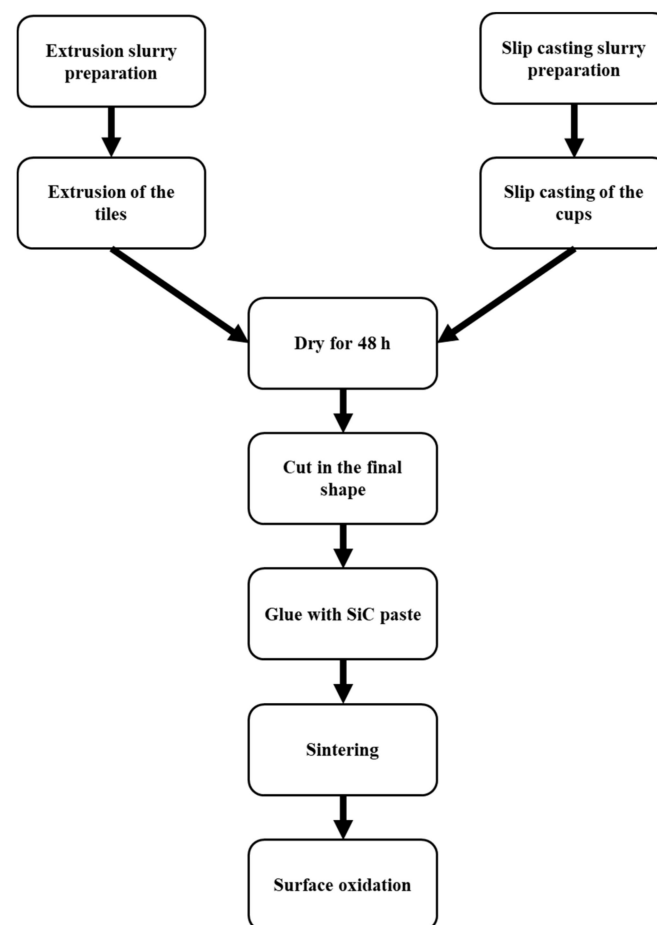 Extrusion slurry
preparation
Slip casting slurry
preparation
Extrusion of the
tiles
Slip casting of the
cups
Dry for 48 h
Cut in the final
shape
Glue with SiC paste
Sintering
Surface oxidation